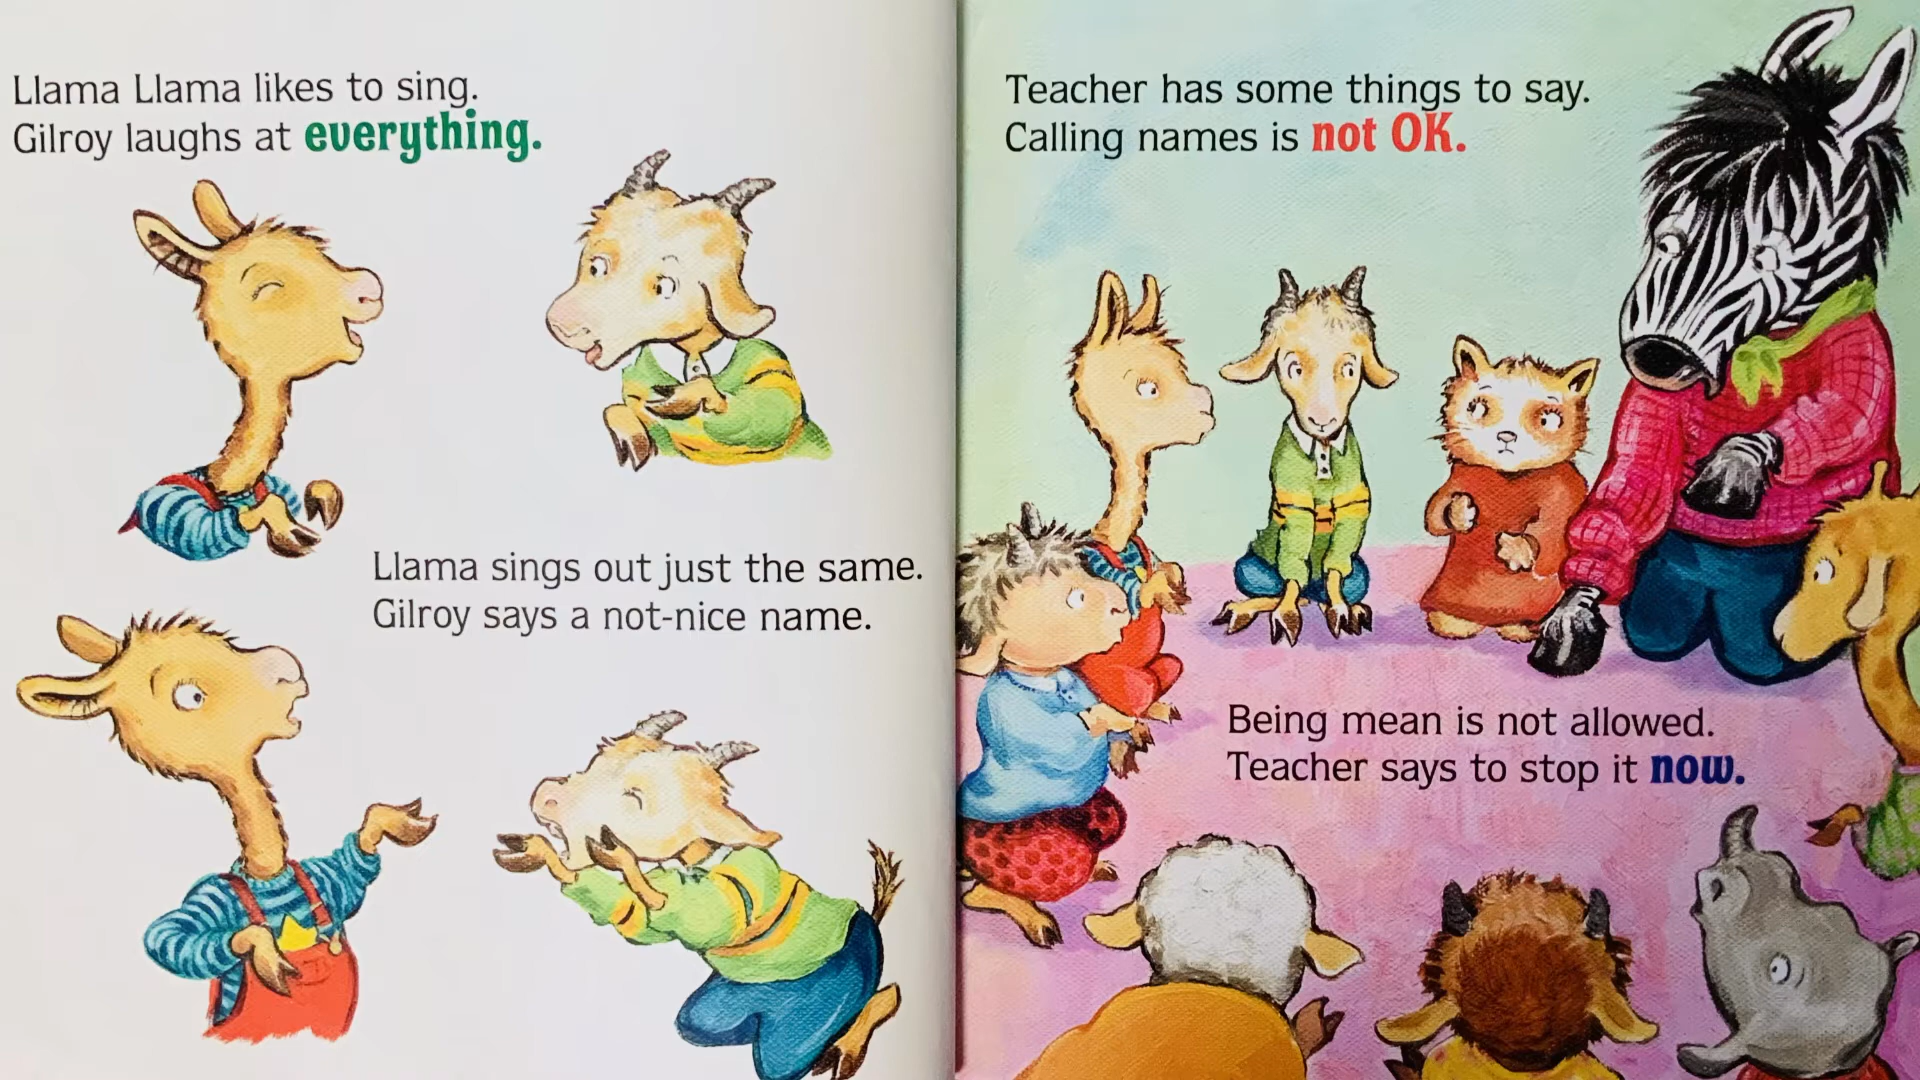 Llama Llama likes to sing.
Gilroy laughs at everything.
Llama sings out just the same.
Gilroy says a not-nice name.
Teacher has some things to say.
Calling names is not OK.
Being mean is not allowed.
Teacher says to stop it now.